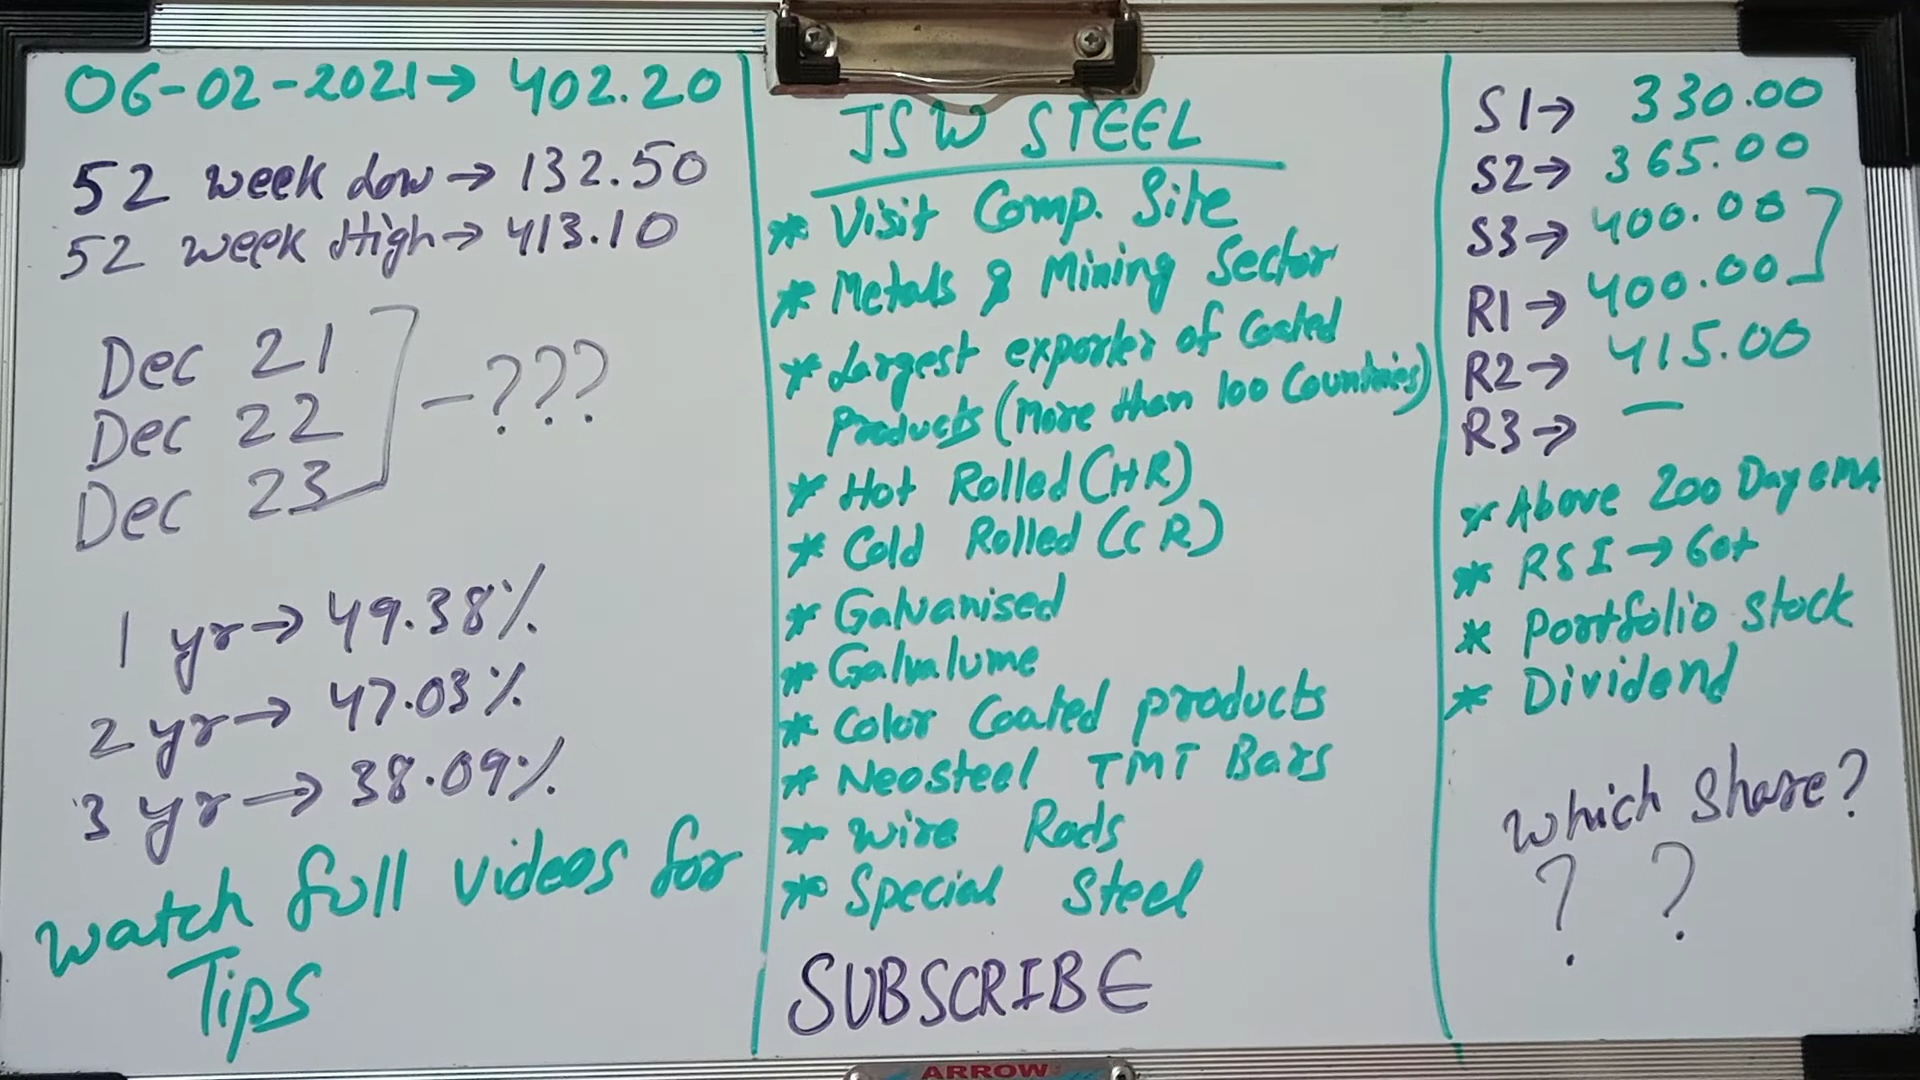 06-02-2021→ 402.20
52 week Low → 132.50
52 week High → 413.10
Dec 21
Dec 22 - ???
Dec 23
1 yr → 49.38%
2 yr → 47.03%
3 yr → 38.09%
Watch full videos for
Tips
JSW STEEL
* Visit Comp. Site
* Metals & Mining Sector
* Largest exporter of Coated
Products (More than 100 Countries)
* Hot Rolled (HR)
* Cold Rolled (CR)
* Galvanised
* Galvalume
* Color Coated products
* Neosteel TMT Bars
* Wire Rods
* Special Steel
SUBSCRIBE
S1→ 330.00
S2→ 365.00
S3→ 400.00
R1→ 400.00
R2→ 415.00
R3→ —
* Above 200 Day EMA
* RSI → 60+
* Portfolio Stock
* Dividend
Which Share?
? ?
ARROW